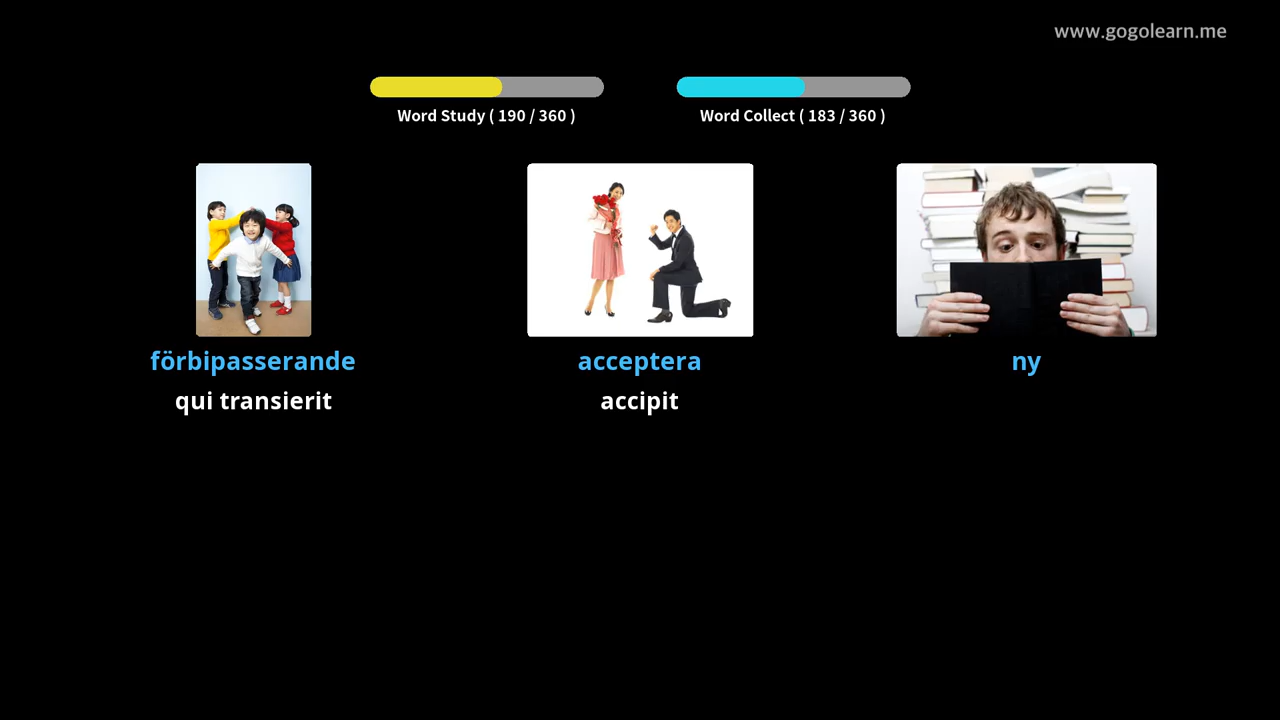 www.gogolearn.me
Word Study ( 190 / 360 )
Word Collect ( 183 / 360 )
förbipasserande
acceptera
ny
qui transierit
accipit